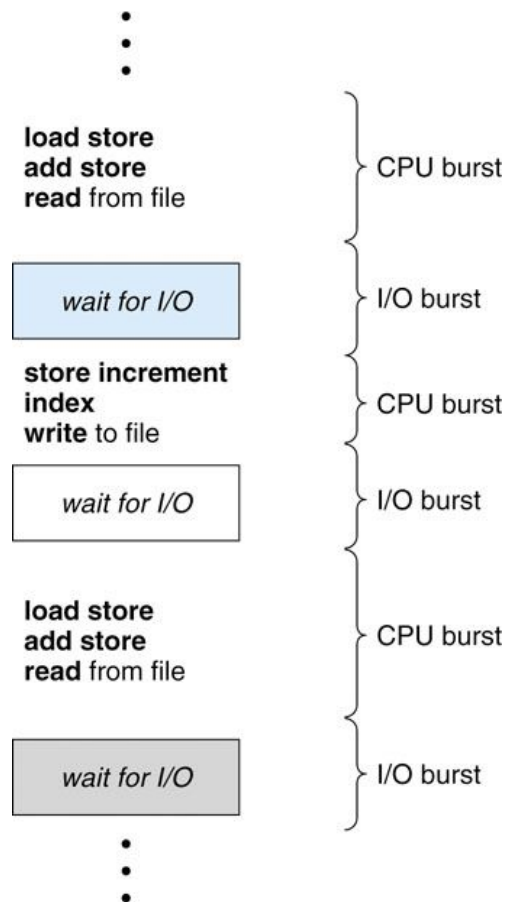 load store
add store
read from file
CPU burst
wait for I/O
I/O burst
store increment
index
write to file
CPU burst
wait for I/O
I/O burst
load store
add store
read from file
CPU burst
wait for I/O
I/O burst